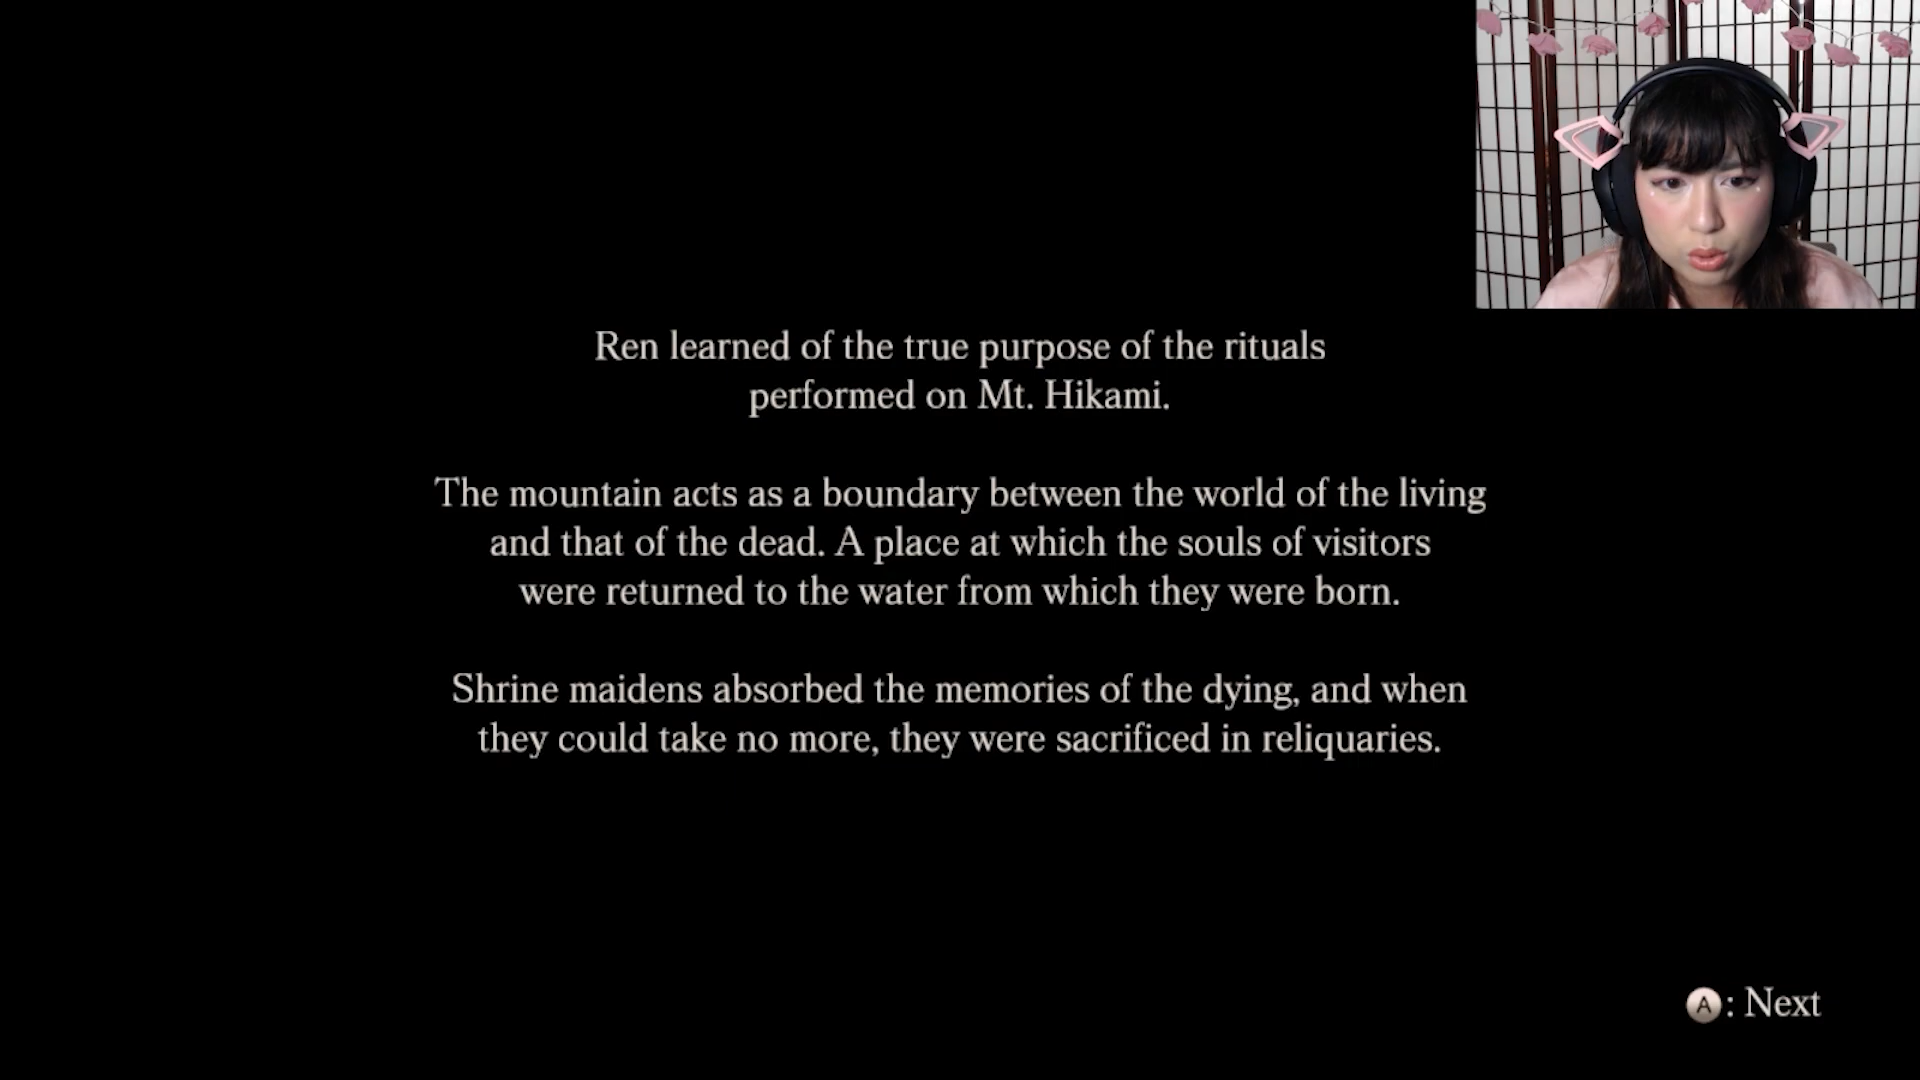 Ren learned of the true purpose of the rituals
performed on Mt. Hikami.
The mountain acts as a boundary between the world of the living
and that of the dead. A place at which the souls of visitors
were returned to the water from which they were born.
Shrine maidens absorbed the memories of the dying, and when
they could take no more, they were sacrificed in reliquaries.
A: Next